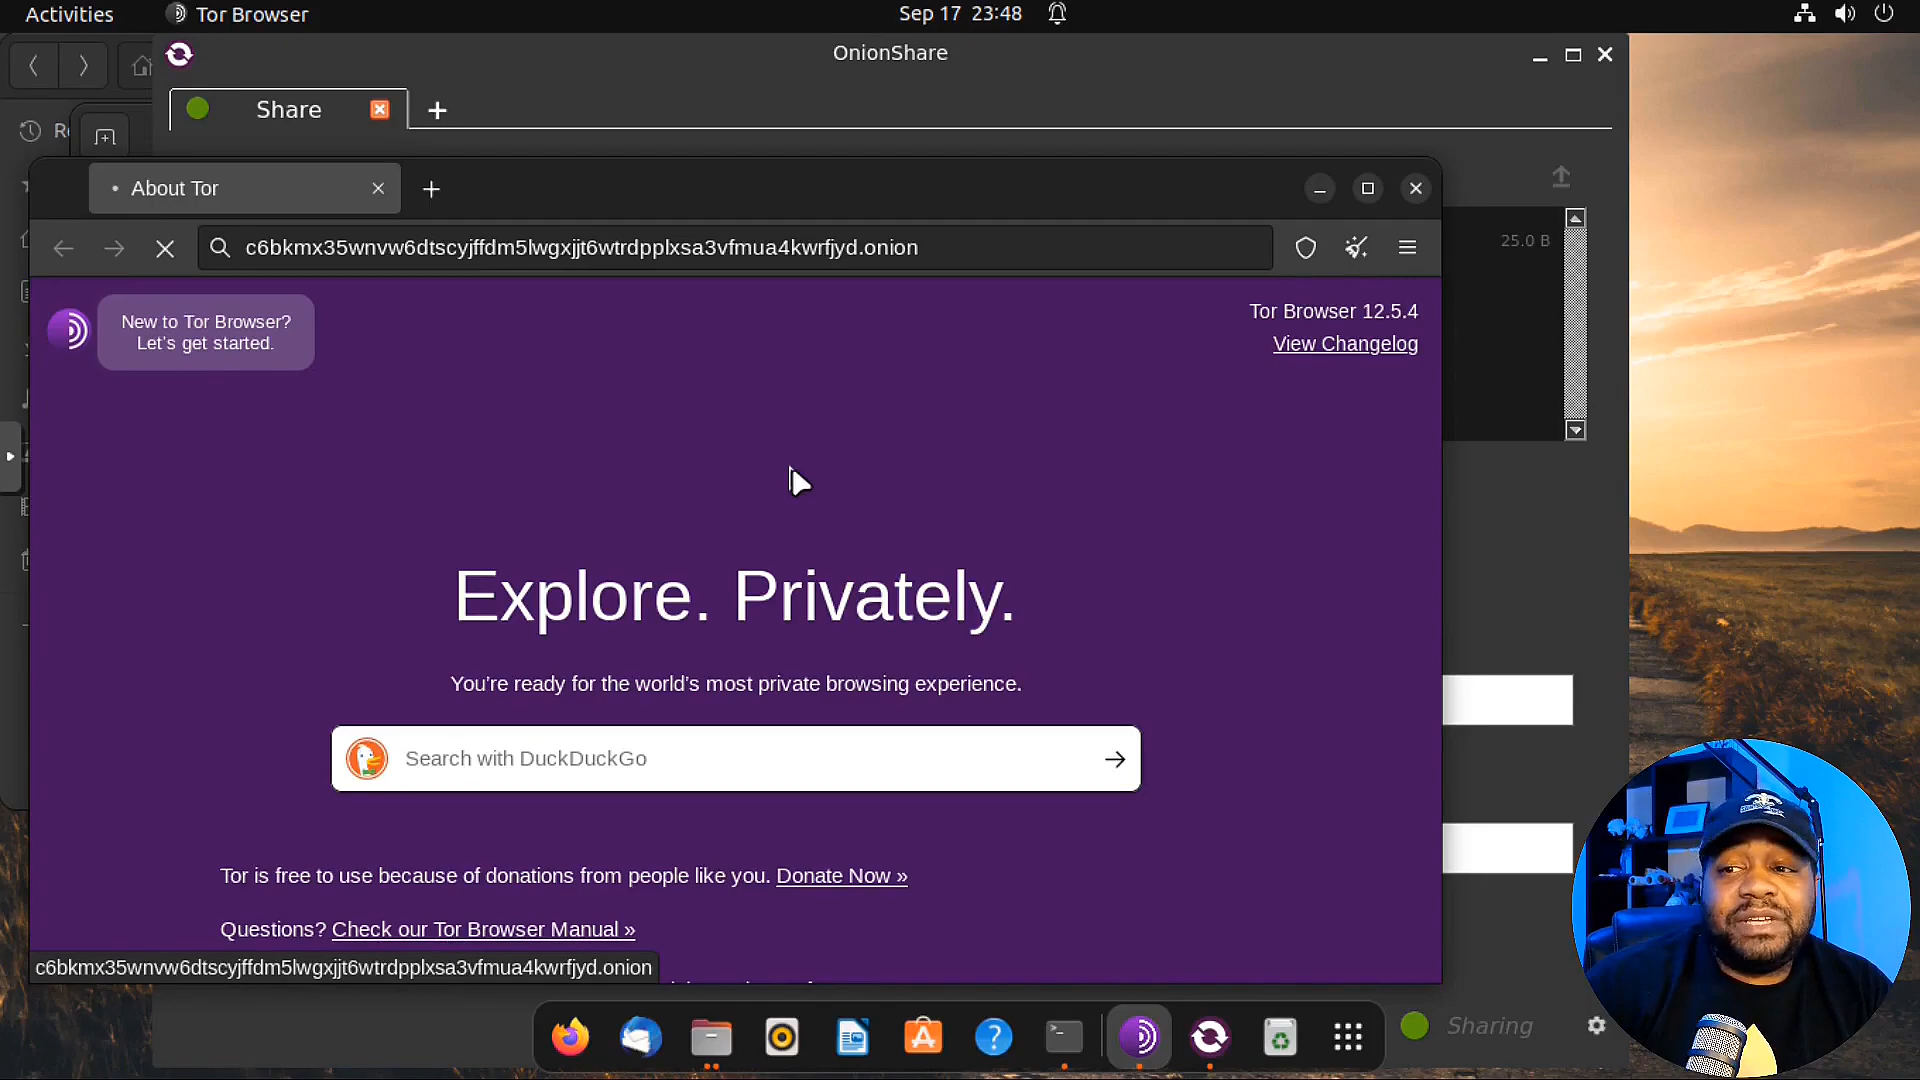 Activities
Tor Browser
Sep 17 23:48
OnionShare
Share
About Tor
c6bkmx35wnvw6dtscyjffdm5lwgxjjt6wtrdpplxsa3vfmua4kwrfjyd.onion
25.0 B
New to Tor Browser?
Let's get started.
Tor Browser 12.5.4
View Changelog
Explore. Privately.
You're ready for the world's most private browsing experience.
Search with DuckDuckGo
Tor is free to use because of donations from people like you. Donate Now »
Questions? Check our Tor Browser Manual »
c6bkmx35wnvw6dtscyjffdm5lwgxjjt6wtrdpplxsa3vfmua4kwrfjyd.onion
Sharing